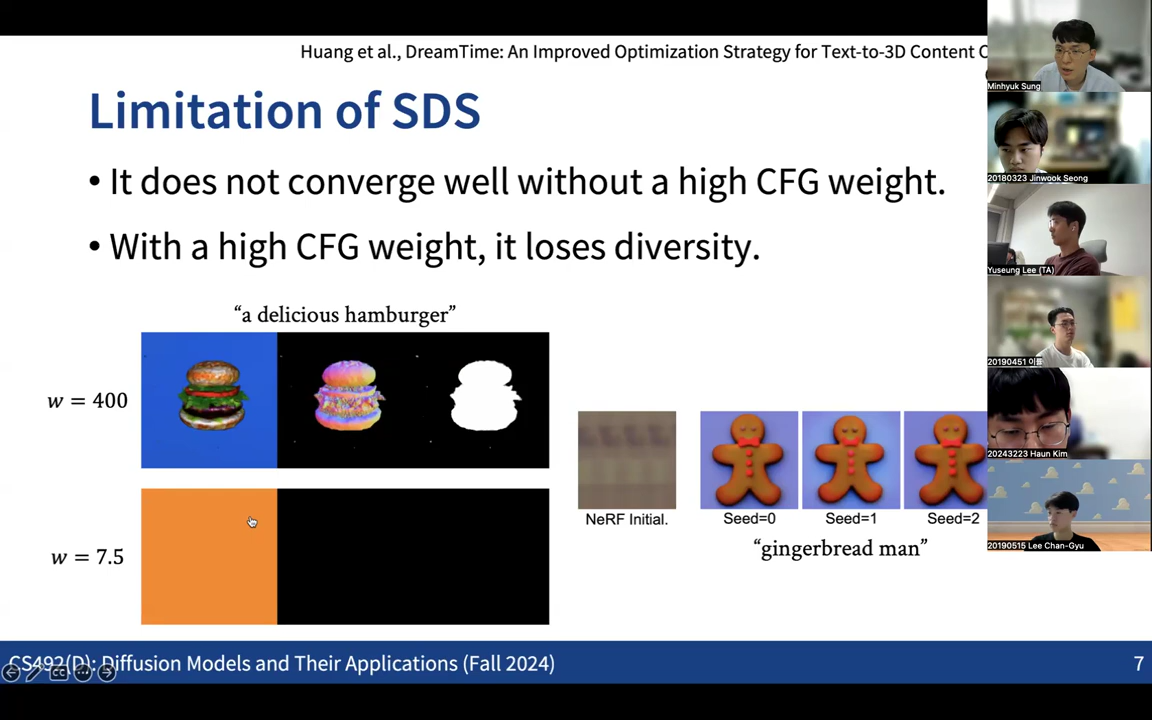 Huang et al., DreamTime: An Improved Optimization Strategy for Text-to-3D Content
Limitation of SDS
• It does not converge well without a high CFG weight.
• With a high CFG weight, it loses diversity.
“a delicious hamburger”
w = 400
w = 7.5
NeRF Initial.
Seed=0
Seed=1
Seed=2
“gingerbread man”
CS492(D): Diffusion Models and Their Applications (Fall 2024)
7
Minhyuk Sung
20180323 Jinwook Seong
Yuseung Lee (TA)
20190451 이름
20243223 Haun Kim
20190515 Lee Chan-Gyu